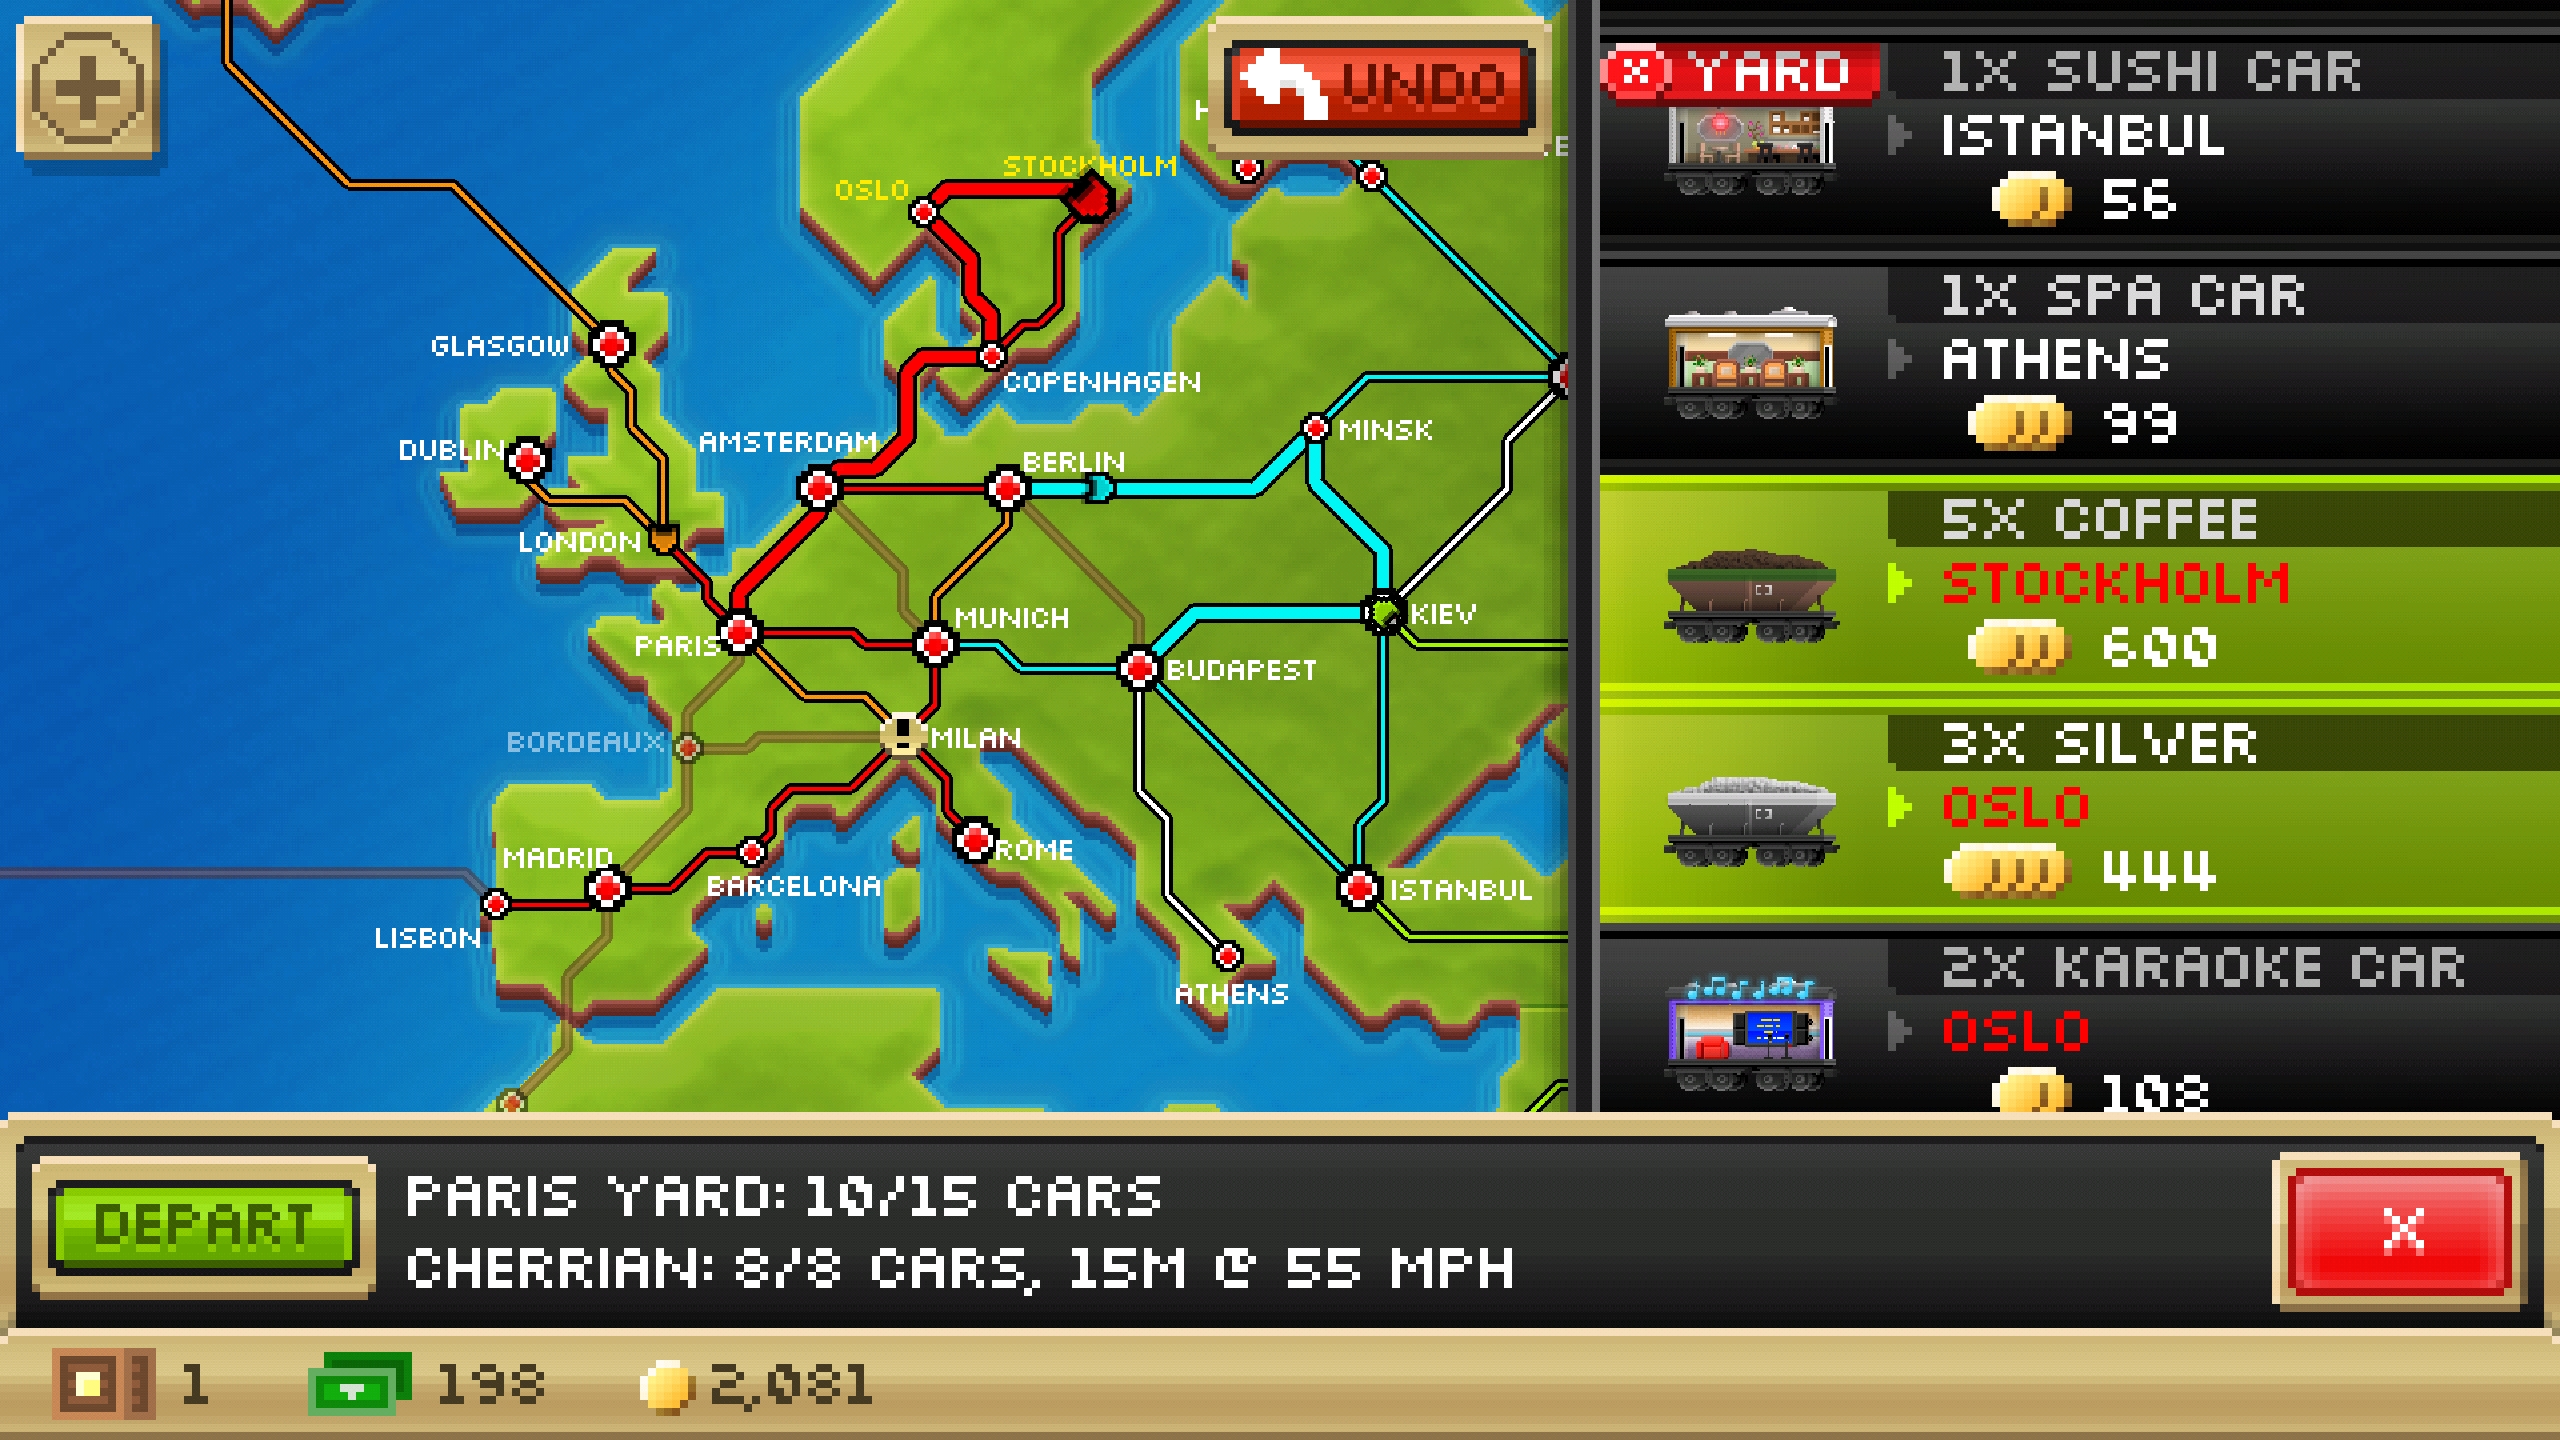 UNDO
STOCKHOLM
OSLO
GLASGOW
COPENHAGEN
DUBLIN
AMSTERDAM
BERLIN
MINSK
LONDON
PARIS
MUNICH
KIEV
BUDAPEST
BORDEAUX
MILAN
MADRID
ROME
BARCELONA
ISTANBUL
LISBON
ATHENS
YARD
1X SUSHI CAR
ISTANBUL
56
1X SPA CAR
ATHENS
99
5X COFFEE
STOCKHOLM
600
3X SILVER
OSLO
444
2X KARAOKE CAR
OSLO
108
DEPART
PARIS YARD: 10/15 CARS
CHERRIAN: 8/8 CARS, 15M @ 55 MPH
X
1
198
2,081